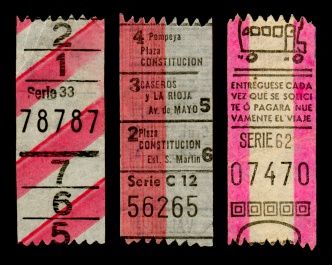 2
1
Serie 33
78787
7
6
5
4 Pompeya
Plaza
CONSTITUCION
3 CASEROS
y LA RIOJA
Av. de MAYO 5
2 Plaza
CONSTITUCION
Est. S. Martin 6
Serie C 12
56265
ENTRÉGUESE CADA
VEZ QUE SE SOLICI
TE Ó PAGARA NUE
VAMENTE EL VIAJE
SERIE 62
07470